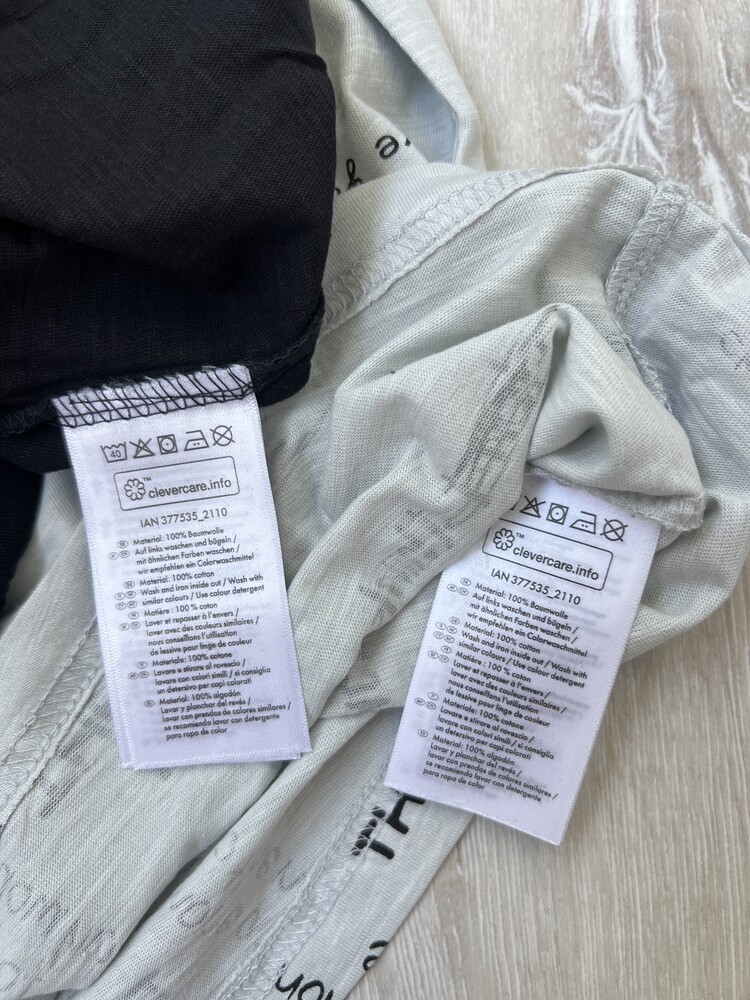 re
40
clevercare.info
IAN 377535_2110
Material: 100% Baumwolle
Auf links waschen und bügeln /
mit ähnlichen Farben waschen /
wir empfehlen ein Colorwaschmittel
Material: 100% cotton
Wash and iron inside out / Wash with
similar colours / Use colour detergent
Matière : 100 % coton
Laver et repasser à l'envers /
laver avec des couleurs similaires /
nous conseillons l'utilisation
de lessive pour linge de couleur
Materiale: 100% cotone
Lavare e stirare al rovescio /
lavare con colori simili / si consiglia
un detersivo per capi colorati
Material: 100% algodón
Lavar y planchar del revés /
lavar con prendas de colores similares /
se recomienda lavar con detergente
para ropa de color
clevercare.info
IAN 377535_2110
Material: 100% Baumwolle
Auf links waschen und bügeln /
mit ähnlichen Farben waschen /
wir empfehlen ein Colorwaschmittel
Material: 100% cotton
Wash and iron inside out / Wash with
similar colours / Use colour detergent
Matière : 100 % coton
Laver et repasser à l'envers /
laver avec des couleurs similaires /
nous conseillons l'utilisation
de lessive pour linge de couleur
Materiale: 100% cotone
Lavare e stirare al rovescio /
lavare con colori simili / si consiglia
un detersivo per capi colorati
Material: 100% algodón
Lavar y planchar del revés /
lavar con prendas de colores similares /
se recomienda lavar con detergente
para ropa de color